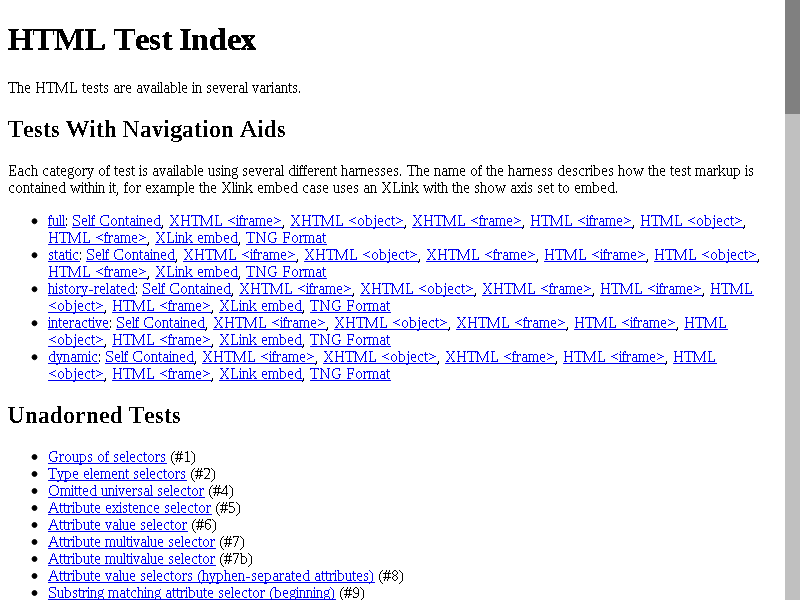 HTML Test Index
The HTML tests are available in several variants.
Tests With Navigation Aids
Each category of test is available using several different harnesses. The name of the harness describes how the test markup is
contained within it, for example the Xlink embed case uses an XLink with the show axis set to embed.
full: Self Contained, XHTML <iframe>, XHTML <object>, XHTML <frame>, HTML <iframe>, HTML <object>,
HTML <frame>, XLink embed, TNG Format
static: Self Contained, XHTML <iframe>, XHTML <object>, XHTML <frame>, HTML <iframe>, HTML <object>,
HTML <frame>, XLink embed, TNG Format
history-related: Self Contained, XHTML <iframe>, XHTML <object>, XHTML <frame>, HTML <iframe>, HTML
<object>, HTML <frame>, XLink embed, TNG Format
interactive: Self Contained, XHTML <iframe>, XHTML <object>, XHTML <frame>, HTML <iframe>, HTML
<object>, HTML <frame>, XLink embed, TNG Format
dynamic: Self Contained, XHTML <iframe>, XHTML <object>, XHTML <frame>, HTML <iframe>, HTML
<object>, HTML <frame>, XLink embed, TNG Format
Unadorned Tests
Groups of selectors (#1)
Type element selectors (#2)
Omitted universal selector (#4)
Attribute existence selector (#5)
Attribute value selector (#6)
Attribute multivalue selector (#7)
Attribute multivalue selector (#7b)
Attribute value selectors (hyphen-separated attributes) (#8)
Substring matching attribute selector (beginning) (#9)